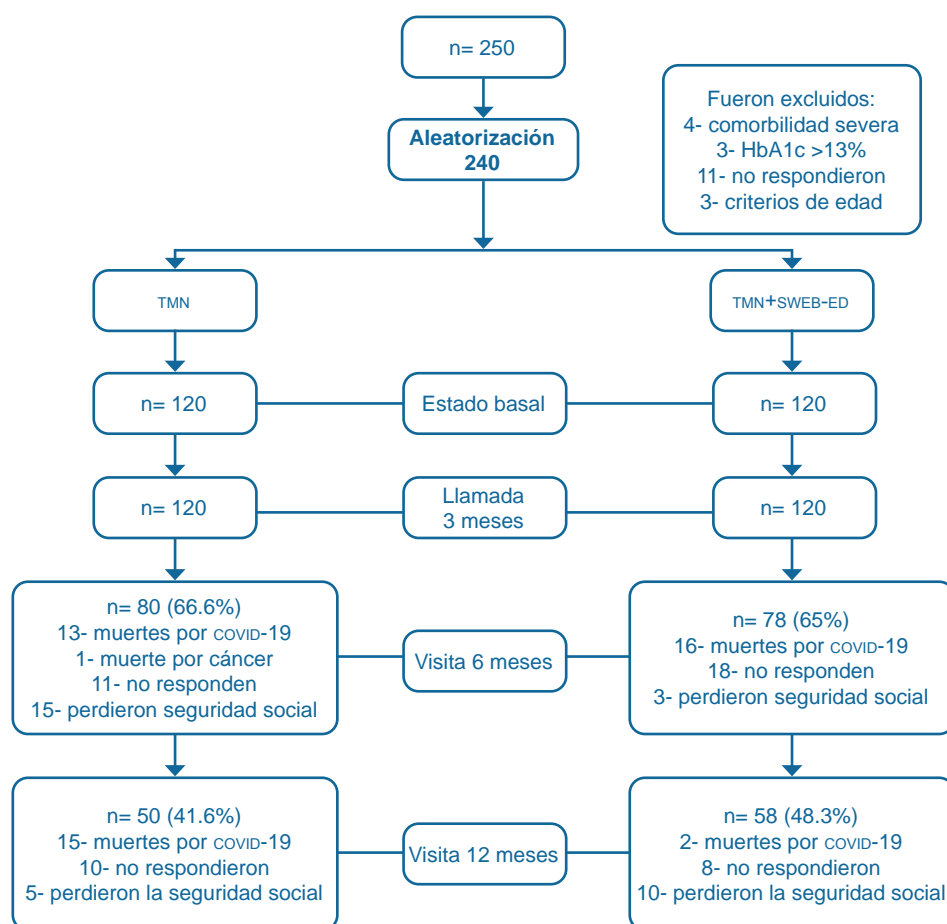 n= 250
Aleatorización
240
Fueron excluidos:
4- comorbilidad severa
3- HbA1c >13%
11- no respondieron
3- criterios de edad
TMN
TMN+SWEB-ED
n= 120
Estado basal
n= 120
n= 120
Llamada
3 meses
n= 120
n= 80 (66.6%)
13- muertes por COVID-19
1- muerte por cáncer
11- no responden
15- perdieron seguridad social
Visita 6 meses
n= 78 (65%)
16- muertes por COVID-19
18- no responden
3- perdieron seguridad social
n= 50 (41.6%)
15- muertes por COVID-19
10- no respondieron
5- perdieron la seguridad social
Visita 12 meses
n= 58 (48.3%)
2- muertes por COVID-19
8- no respondieron
10- perdieron la seguridad social